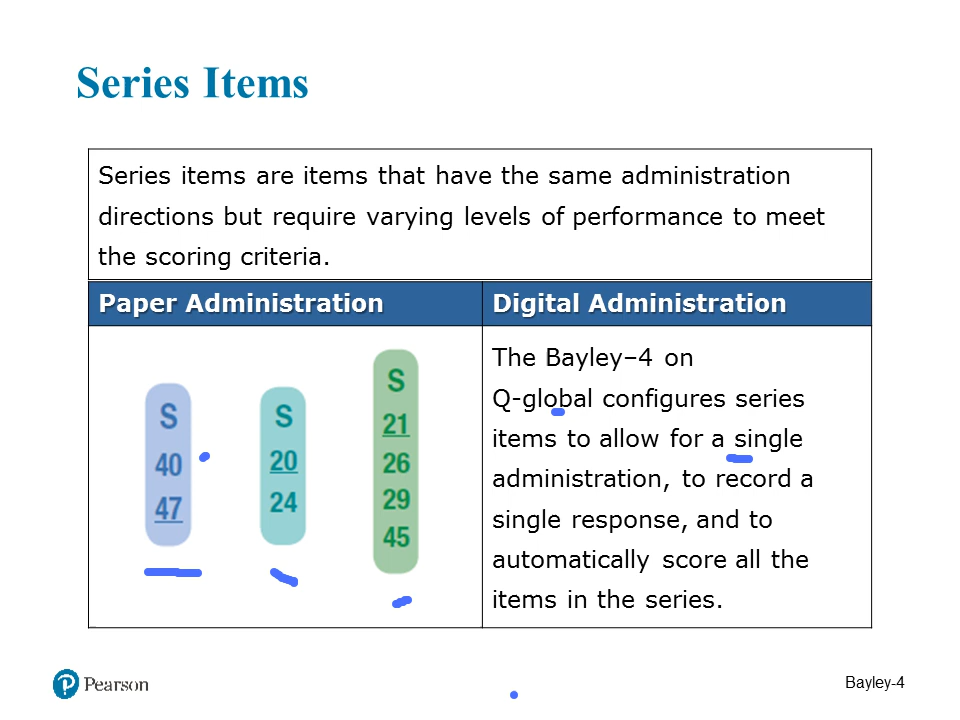 Series Items
Series items are items that have the same administration
directions but require varying levels of performance to meet
the scoring criteria.
Paper Administration
Digital Administration
S
40
47
S
20
24
S
21
26
29
45
The Bayley–4 on
Q-global configures series
items to allow for a single
administration, to record a
single response, and to
automatically score all the
items in the series.
P Pearson
Bayley-4